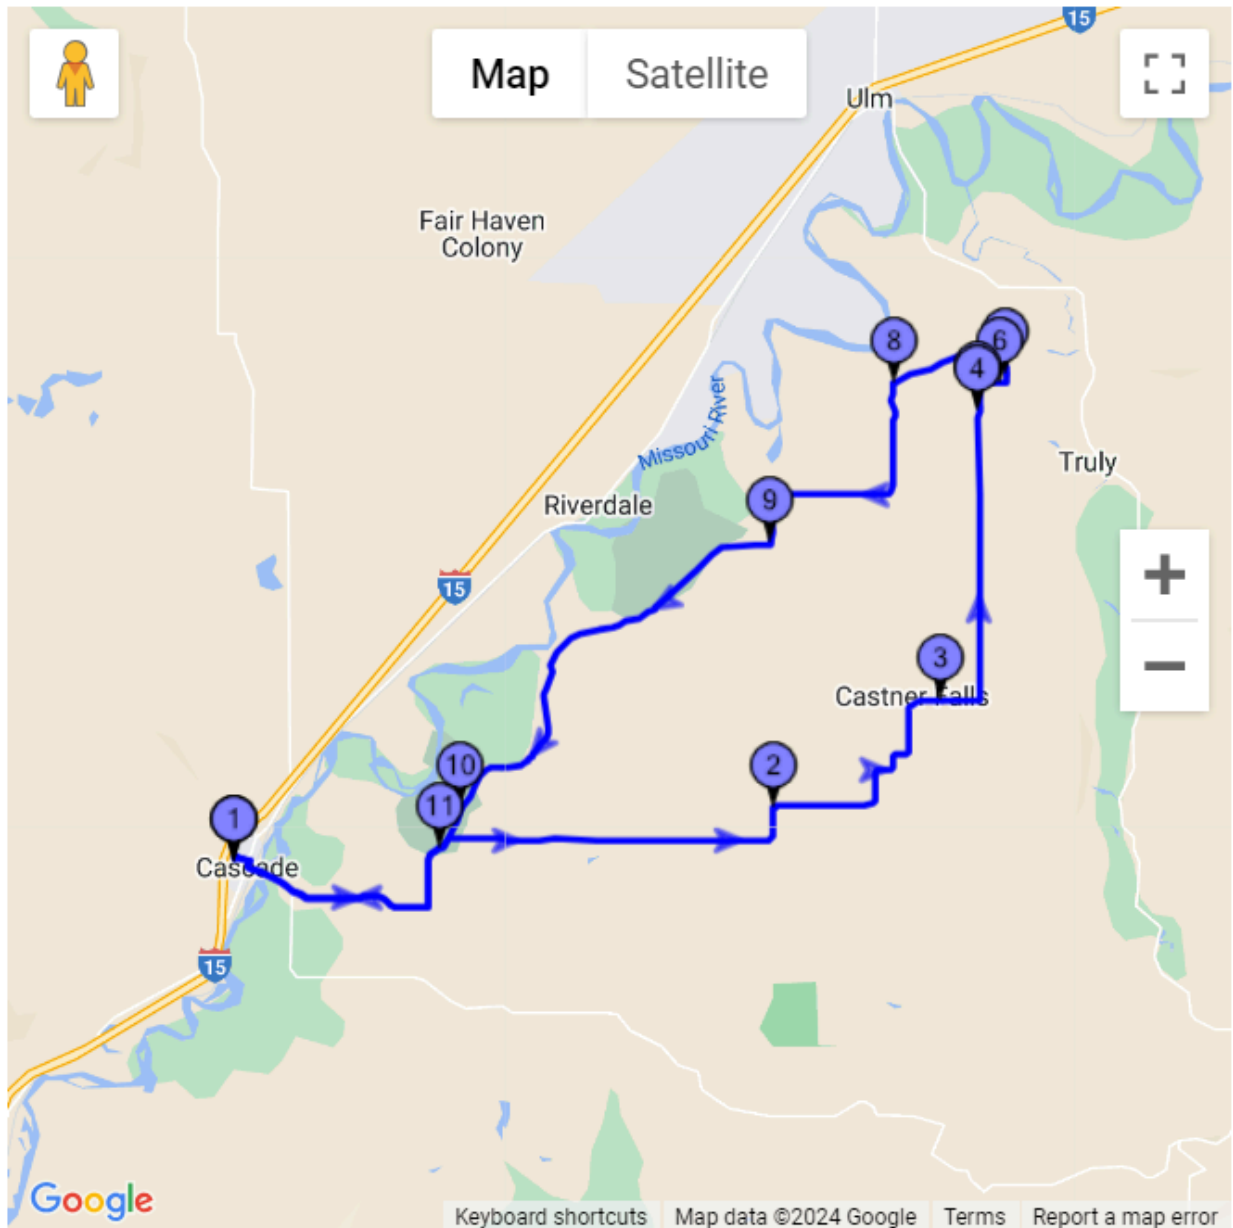 15
Map
Satellite
Ulm
Fair Haven
Colony
8
6
4
Missouri River
Truly
Riverdale
9
15
3
Castner Falls
10
2
11
1
Cascade
15
Google
Keyboard shortcuts
Map data ©2024 Google
Terms
Report a map error